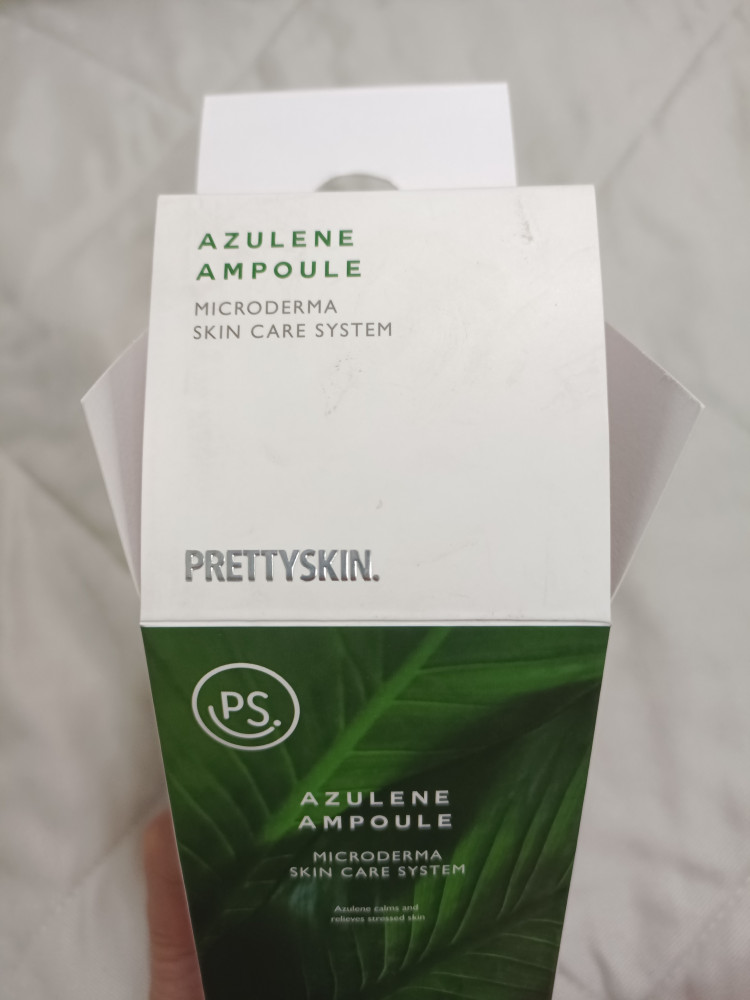 AZULENE
AMPOULE
MICRODERMA
SKIN CARE SYSTEM
PRETTYSKIN.
PS.
AZULENE
AMPOULE
MICRODERMA
SKIN CARE SYSTEM
Azulene calms and
relieves stressed skin